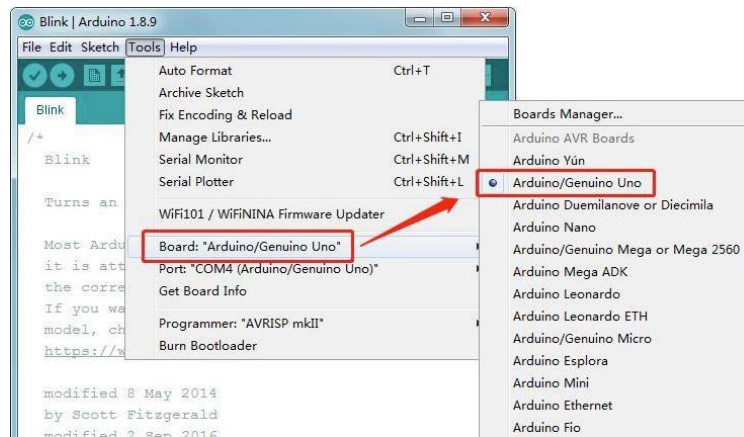 Blink | Arduino 1.8.9
File Edit Sketch Tools Help
Blink
/*
Blink
Turns an
Most Ardu
it is att
the corre
If you wa
model, ch
https://w
modified 8 May 2014
by Scott Fitzgerald
modified 2 Sep 2016
Auto Format Ctrl+T
Archive Sketch
Fix Encoding & Reload
Manage Libraries... Ctrl+Shift+I
Serial Monitor Ctrl+Shift+M
Serial Plotter Ctrl+Shift+L
WiFi101 / WiFiNINA Firmware Updater
Board: "Arduino/Genuino Uno"
Port: "COM4 (Arduino/Genuino Uno)"
Get Board Info
Programmer: "AVRISP mkII"
Burn Bootloader
Boards Manager...
Arduino AVR Boards
Arduino Yún
Arduino/Genuino Uno
Arduino Duemilanove or Diecimila
Arduino Nano
Arduino/Genuino Mega or Mega 2560
Arduino Mega ADK
Arduino Leonardo
Arduino Leonardo ETH
Arduino/Genuino Micro
Arduino Esplora
Arduino Mini
Arduino Ethernet
Arduino Fio